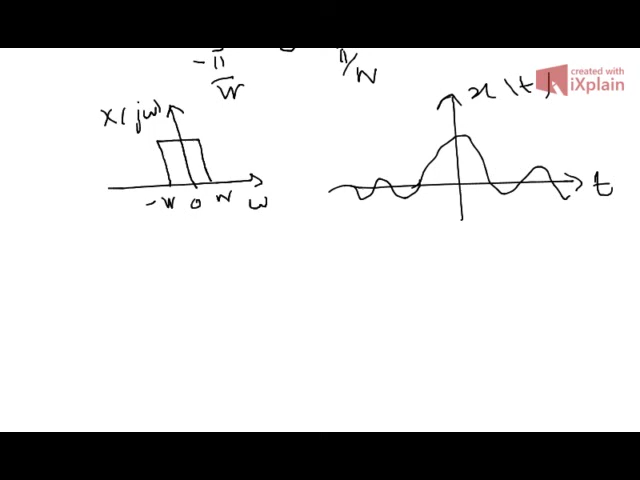 -π/W π/W
created with
iXplain
X(jω) x(t)
-W 0 W ω t